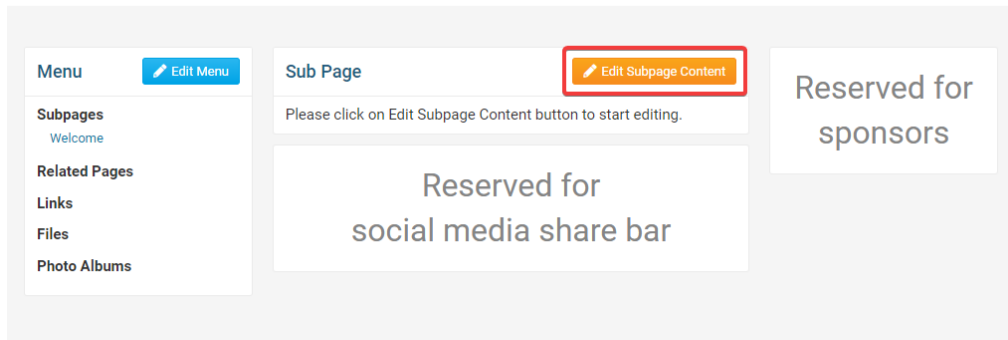 Menu
Edit Menu
Subpages
Welcome
Related Pages
Links
Files
Photo Albums
Sub Page
Edit Subpage Content
Please click on Edit Subpage Content button to start editing.
Reserved for
social media share bar
Reserved for
sponsors